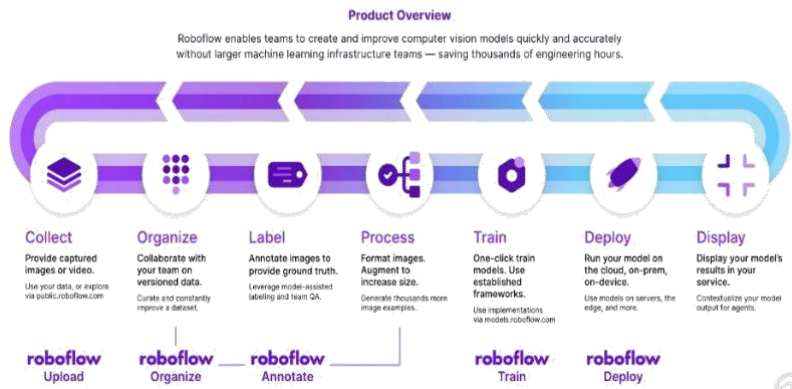 Product Overview
Roboflow enables teams to create and improve computer vision models quickly and accurately
without larger machine learning infrastructure teams — saving thousands of engineering hours.
Collect
Provide captured
images or video.
Use your data, or explore
via public.roboflow.com
Organize
Collaborate with
your team on
versioned data.
Curate and constantly
improve a dataset.
Label
Annotate images to
provide ground truth.
Leverage model-assisted
labeling and team QA.
Process
Format images.
Augment to
increase size.
Generate thousands more
image examples.
Train
One-click train
models. Use
established
frameworks.
Use implementations
via models.roboflow.com
Deploy
Run your model on
the cloud, on-prem,
on-device.
Use models on servers, the
edge, and more.
Display
Display your model's
results in your
service.
Contextualize your model
output for agents.
roboflow
Upload
roboflow
Organize
roboflow
Annotate
roboflow
Train
roboflow
Deploy